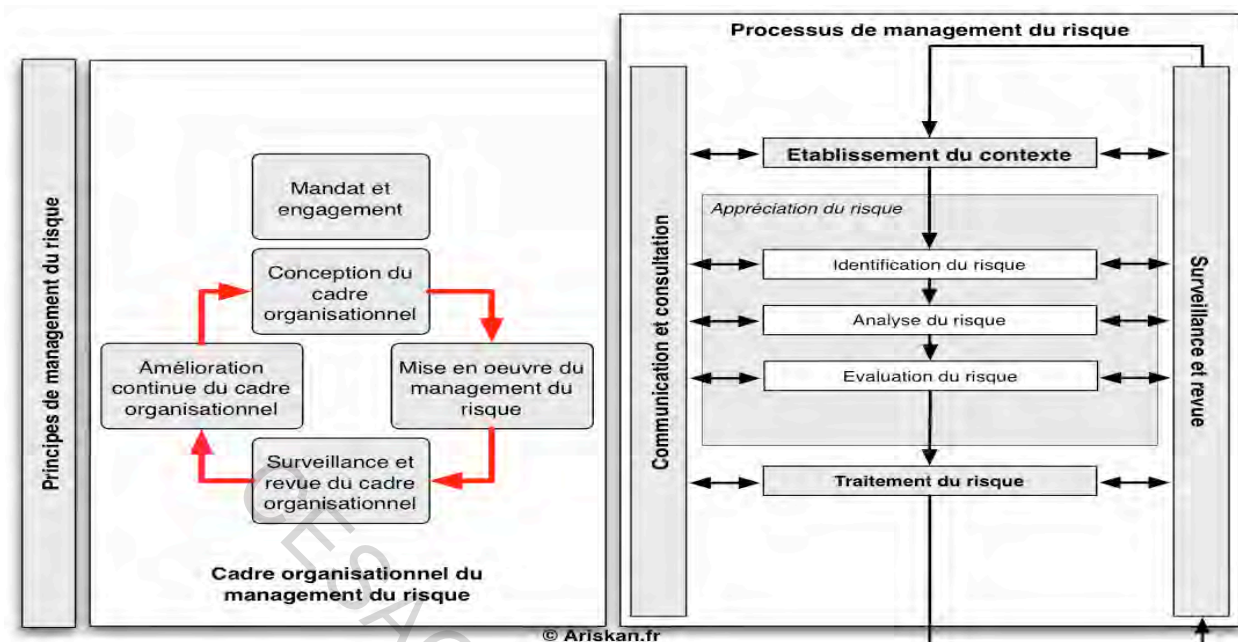 Principes de management du risque
Mandat et
engagement
Conception du
cadre
organisationnel
Amélioration
continue du cadre
organisationnel
Mise en oeuvre du
management du
risque
Surveillance et
revue du cadre
organisationnel
Cadre organisationnel du
management du risque
Processus de management du risque
Communication et consultation
Etablissement du contexte
Appréciation du risque
Identification du risque
Analyse du risque
Evaluation du risque
Traitement du risque
Surveillance et revue
© Ariskan.fr